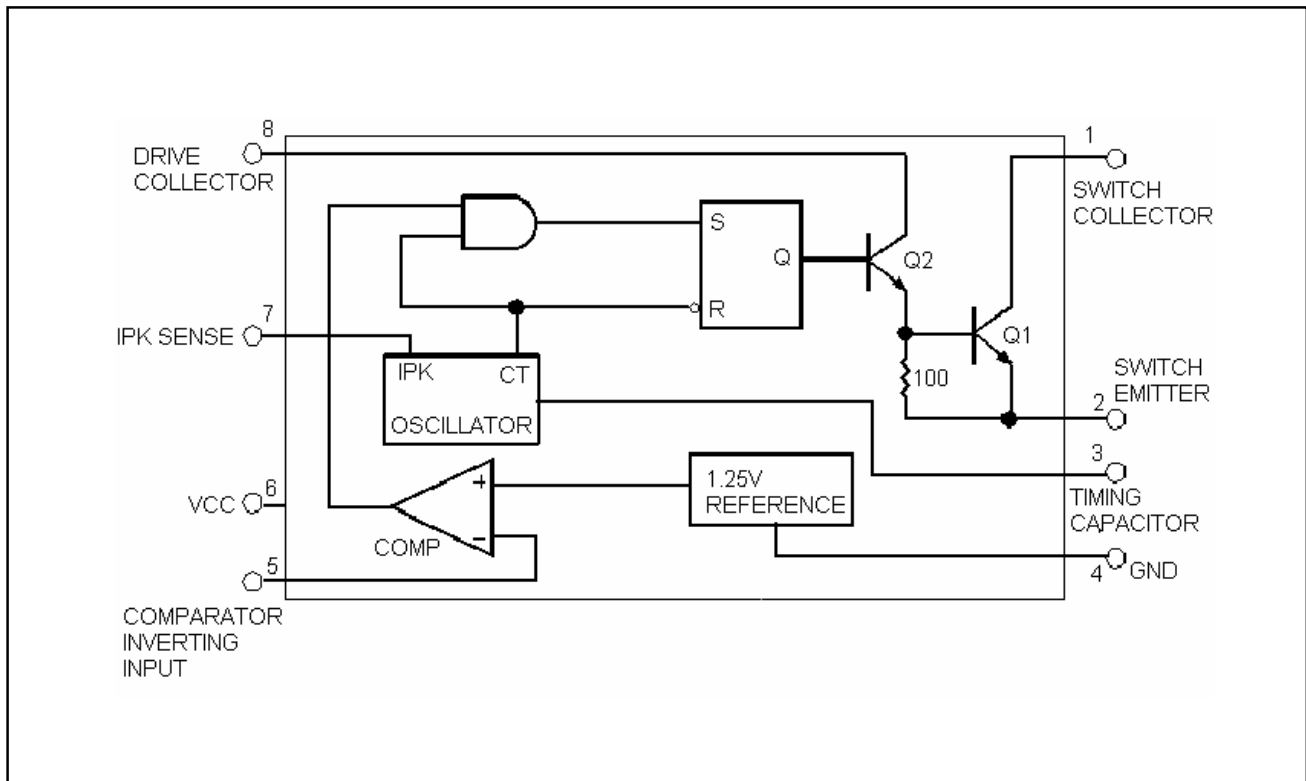 8
DRIVE
COLLECTOR
1
SWITCH
COLLECTOR
S
Q
R
Q2
Q1
7
IPK SENSE
IPK
CT
OSCILLATOR
100
SWITCH
EMITTER
2
3
TIMING
CAPACITOR
1.25V
REFERENCE
6
VCC
+
−
COMP
5
COMPARATOR
INVERTING
INPUT
4
GND